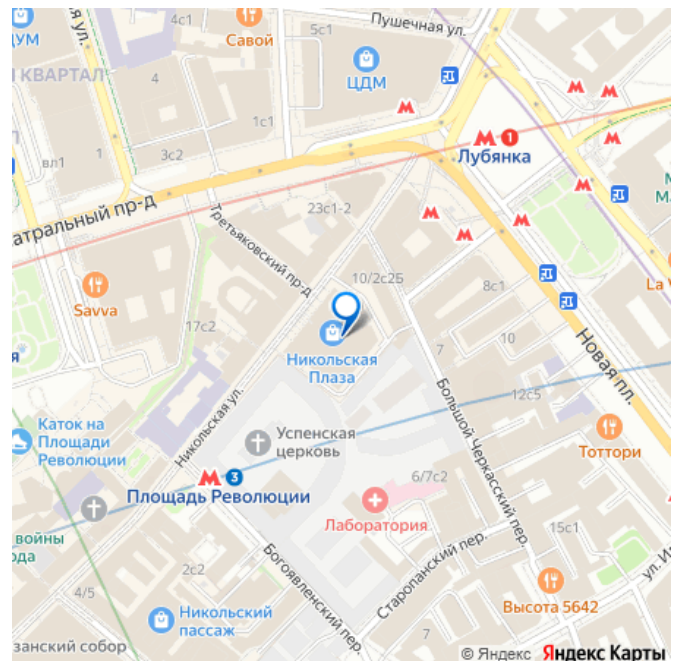 5с1
Пушечная ул.
ЦУМ
Савой
ЦДМ
КВАРТАЛ
4
1с1
вл1
3с2
1
Лубянка
атральный пр-д
Третьяковский пр-д
23с1-2
10/2с25
8с1
Savva
17с2
Никольская
Плаза
7
10
Новая пл.
Никольская ул.
12с5
Каток на
Площади
Революции
Успенская
церковь
Большой Черкасский пер.
Тоттори
3
Площадь Революции
6/7с2
Лаборатория
войны
Богоявленский пер.
Старопанский пер.
15с1
2с2
4/5
Высота 5642
Никольский
пассаж
7
занский собор
© Яндекс Яндекс Карты